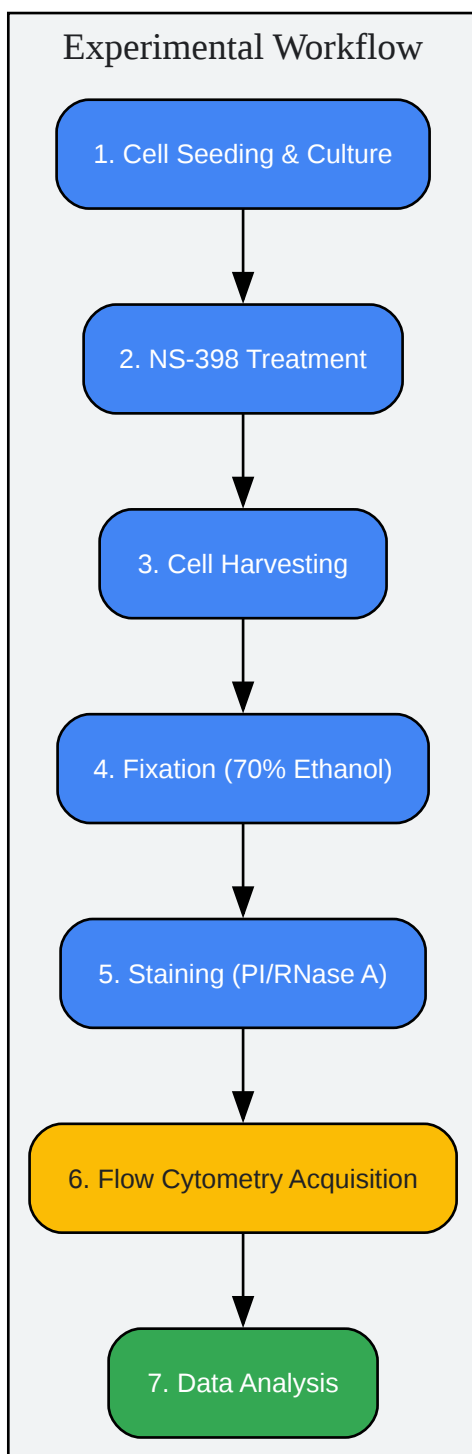 Experimental Workflow
1. Cell Seeding & Culture
2. NS-398 Treatment
3. Cell Harvesting
4. Fixation (70% Ethanol)
5. Staining (PI/RNase A)
6. Flow Cytometry Acquisition
7. Data Analysis